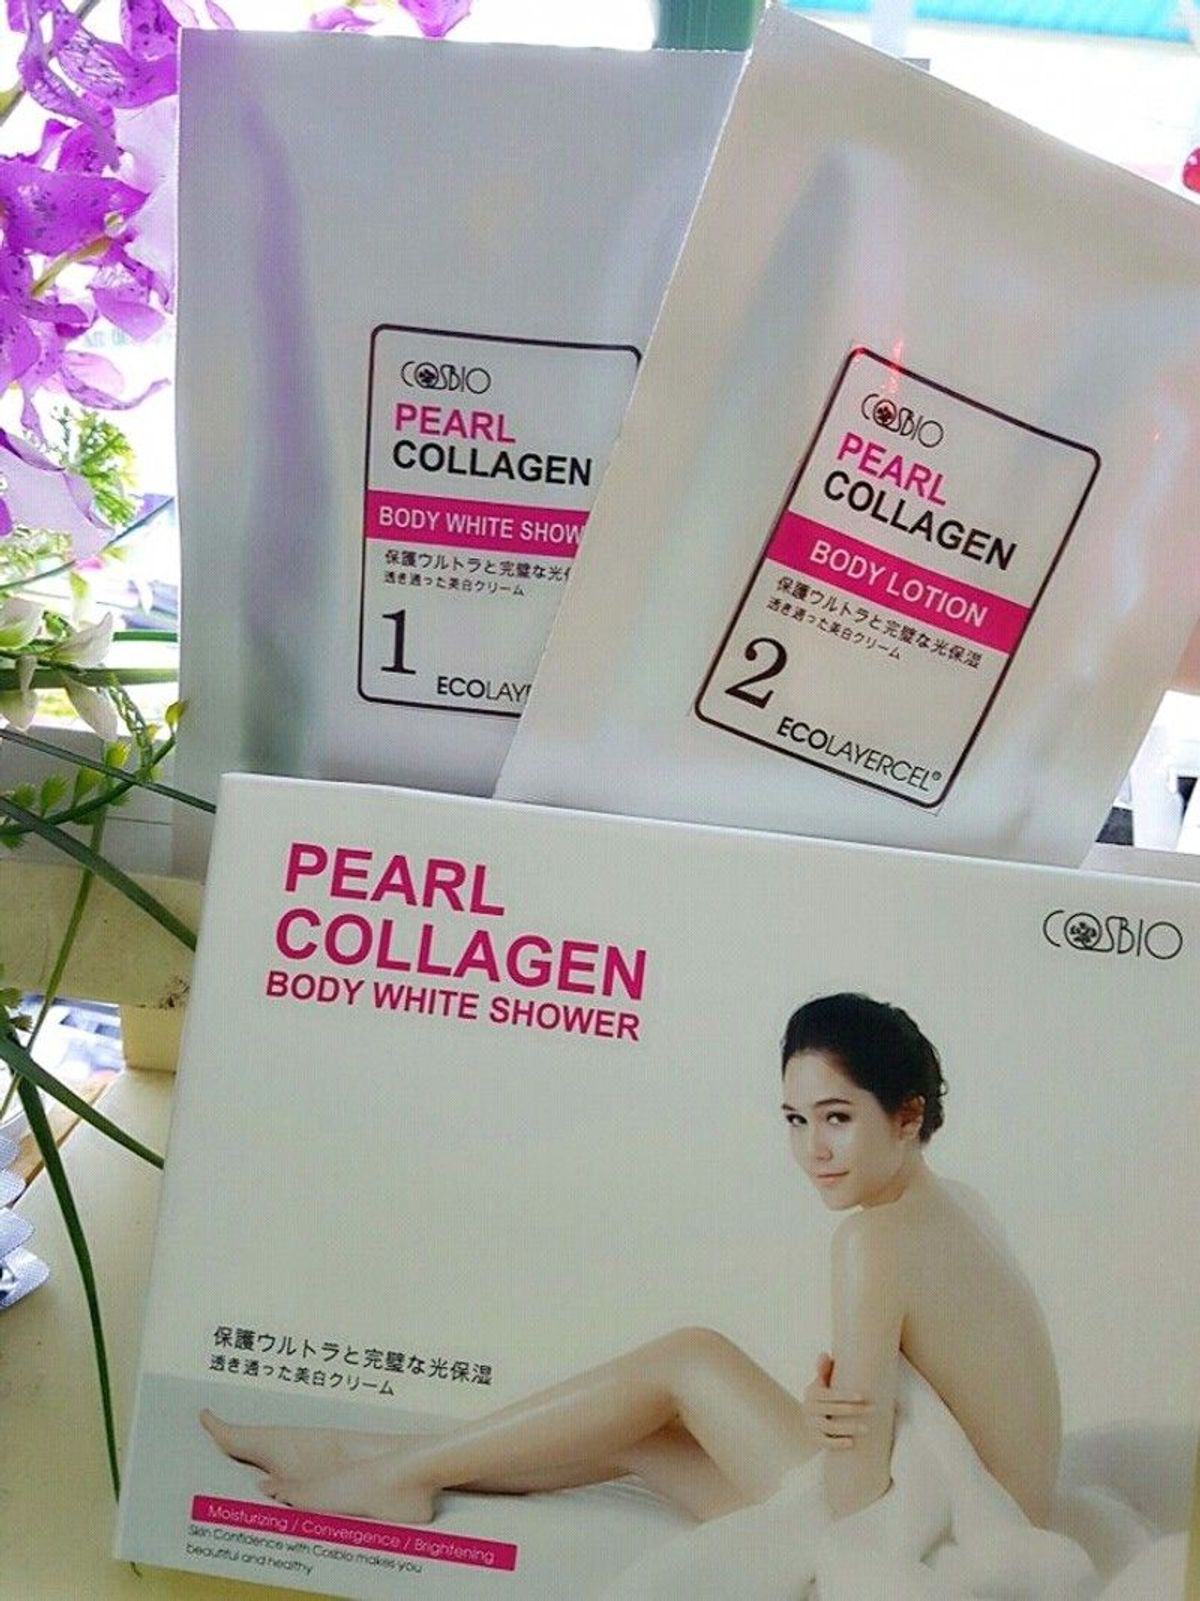 COSBIO
PEARL
COLLAGEN
BODY WHITE SHOW
保護ウルトラと完璧な光
透き通った美白クリーム
1
ECOLAY
COSBIO
PEARL
COLLAGEN
BODY LOTION
保護ウルトラと完璧な光保湿
透き通った美白クリーム
2
ECOLAYERCEL®
PEARL
COLLAGEN
BODY WHITE SHOWER
COSBIO
保護ウルトラと完璧な光保湿
透き通った美白クリーム
Moisturizing / Convergence / Brightening
Skin Confidence with Cosbio makes you
beautiful and healthy